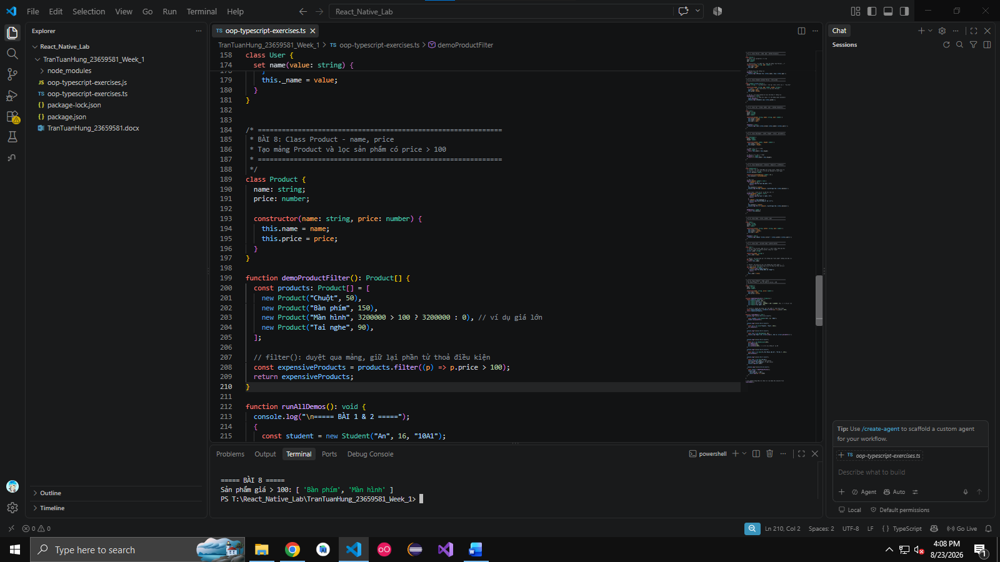 File Edit Selection View Go Run Terminal Help
React_Native_Lab
Explorer
React_Native_Lab
TranTuanHung_23659581_Week_1
node_modules
JS oop-typescript-exercises.js
TS oop-typescript-exercises.ts
{} package-lock.json
{} package.json
TranTuanHung_23659581.docx
Outline
Timeline
TS oop-typescript-exercises.ts
TranTuanHung_23659581_Week_1 > TS oop-typescript-exercises.ts > demoProductFilter
158 class User {
174 set name(value: string) {
179 this._name = value;
180 }
181 }
182
183
184 /* =============================================================
185 * BÀI 8: Class Product - name, price
186 * Tạo mảng Product và lọc sản phẩm có price > 100
187 * =============================================================
188 */
189 class Product {
190 name: string;
191 price: number;
192
193 constructor(name: string, price: number) {
194 this.name = name;
195 this.price = price;
196 }
197 }
198
199 function demoProductFilter(): Product[] {
200 const products: Product[] = [
201 new Product("Chuột", 50),
202 new Product("Bàn phím", 150),
203 new Product("Màn hình", 3200000 > 100 ? 3200000 : 0), // ví dụ giá lớn
204 new Product("Tai nghe", 90),
205 ];
206
207 // filter(): duyệt qua mảng, giữ lại phần tử thoả điều kiện
208 const expensiveProducts = products.filter((p) => p.price > 100);
209 return expensiveProducts;
210 }
211
212 function runAllDemos(): void {
213 console.log("\n===== BÀI 1 & 2 =====");
214 {
215 const student = new Student("An", 16, "10A1");
Problems Output Terminal Ports Debug Console
powershell
===== BÀI 8 =====
Sản phẩm giá > 100: [ 'Bàn phím', 'Màn hình' ]
PS T:\React_Native_Lab\TranTuanHung_23659581_Week_1>
Chat
Sessions
Tip: Use /create-agent to scaffold a custom agent
for your workflow.
TS oop-typescript-exercises.ts
Describe what to build
Agent Auto
Local Default permissions
0 0
Ln 210, Col 2 Spaces: 2 UTF-8 LF {} TypeScript Go Live
Type here to search
4:08 PM
8/23/2026
1